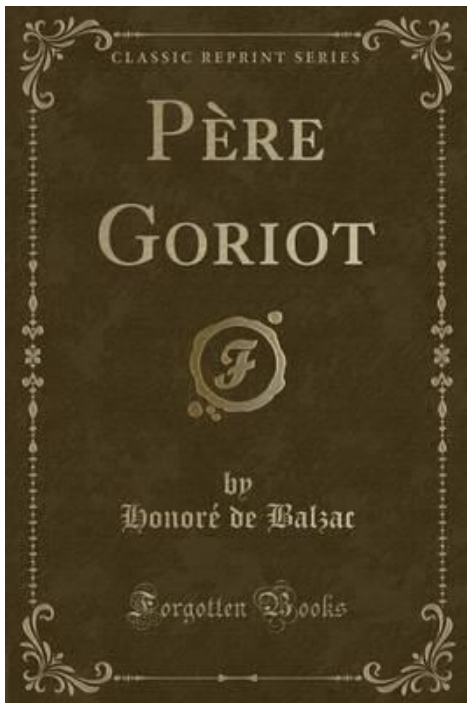 CLASSIC REPRINT SERIES
PÈRE
GORIOT
F
by
Honoré de Balzac
Forgotten Books